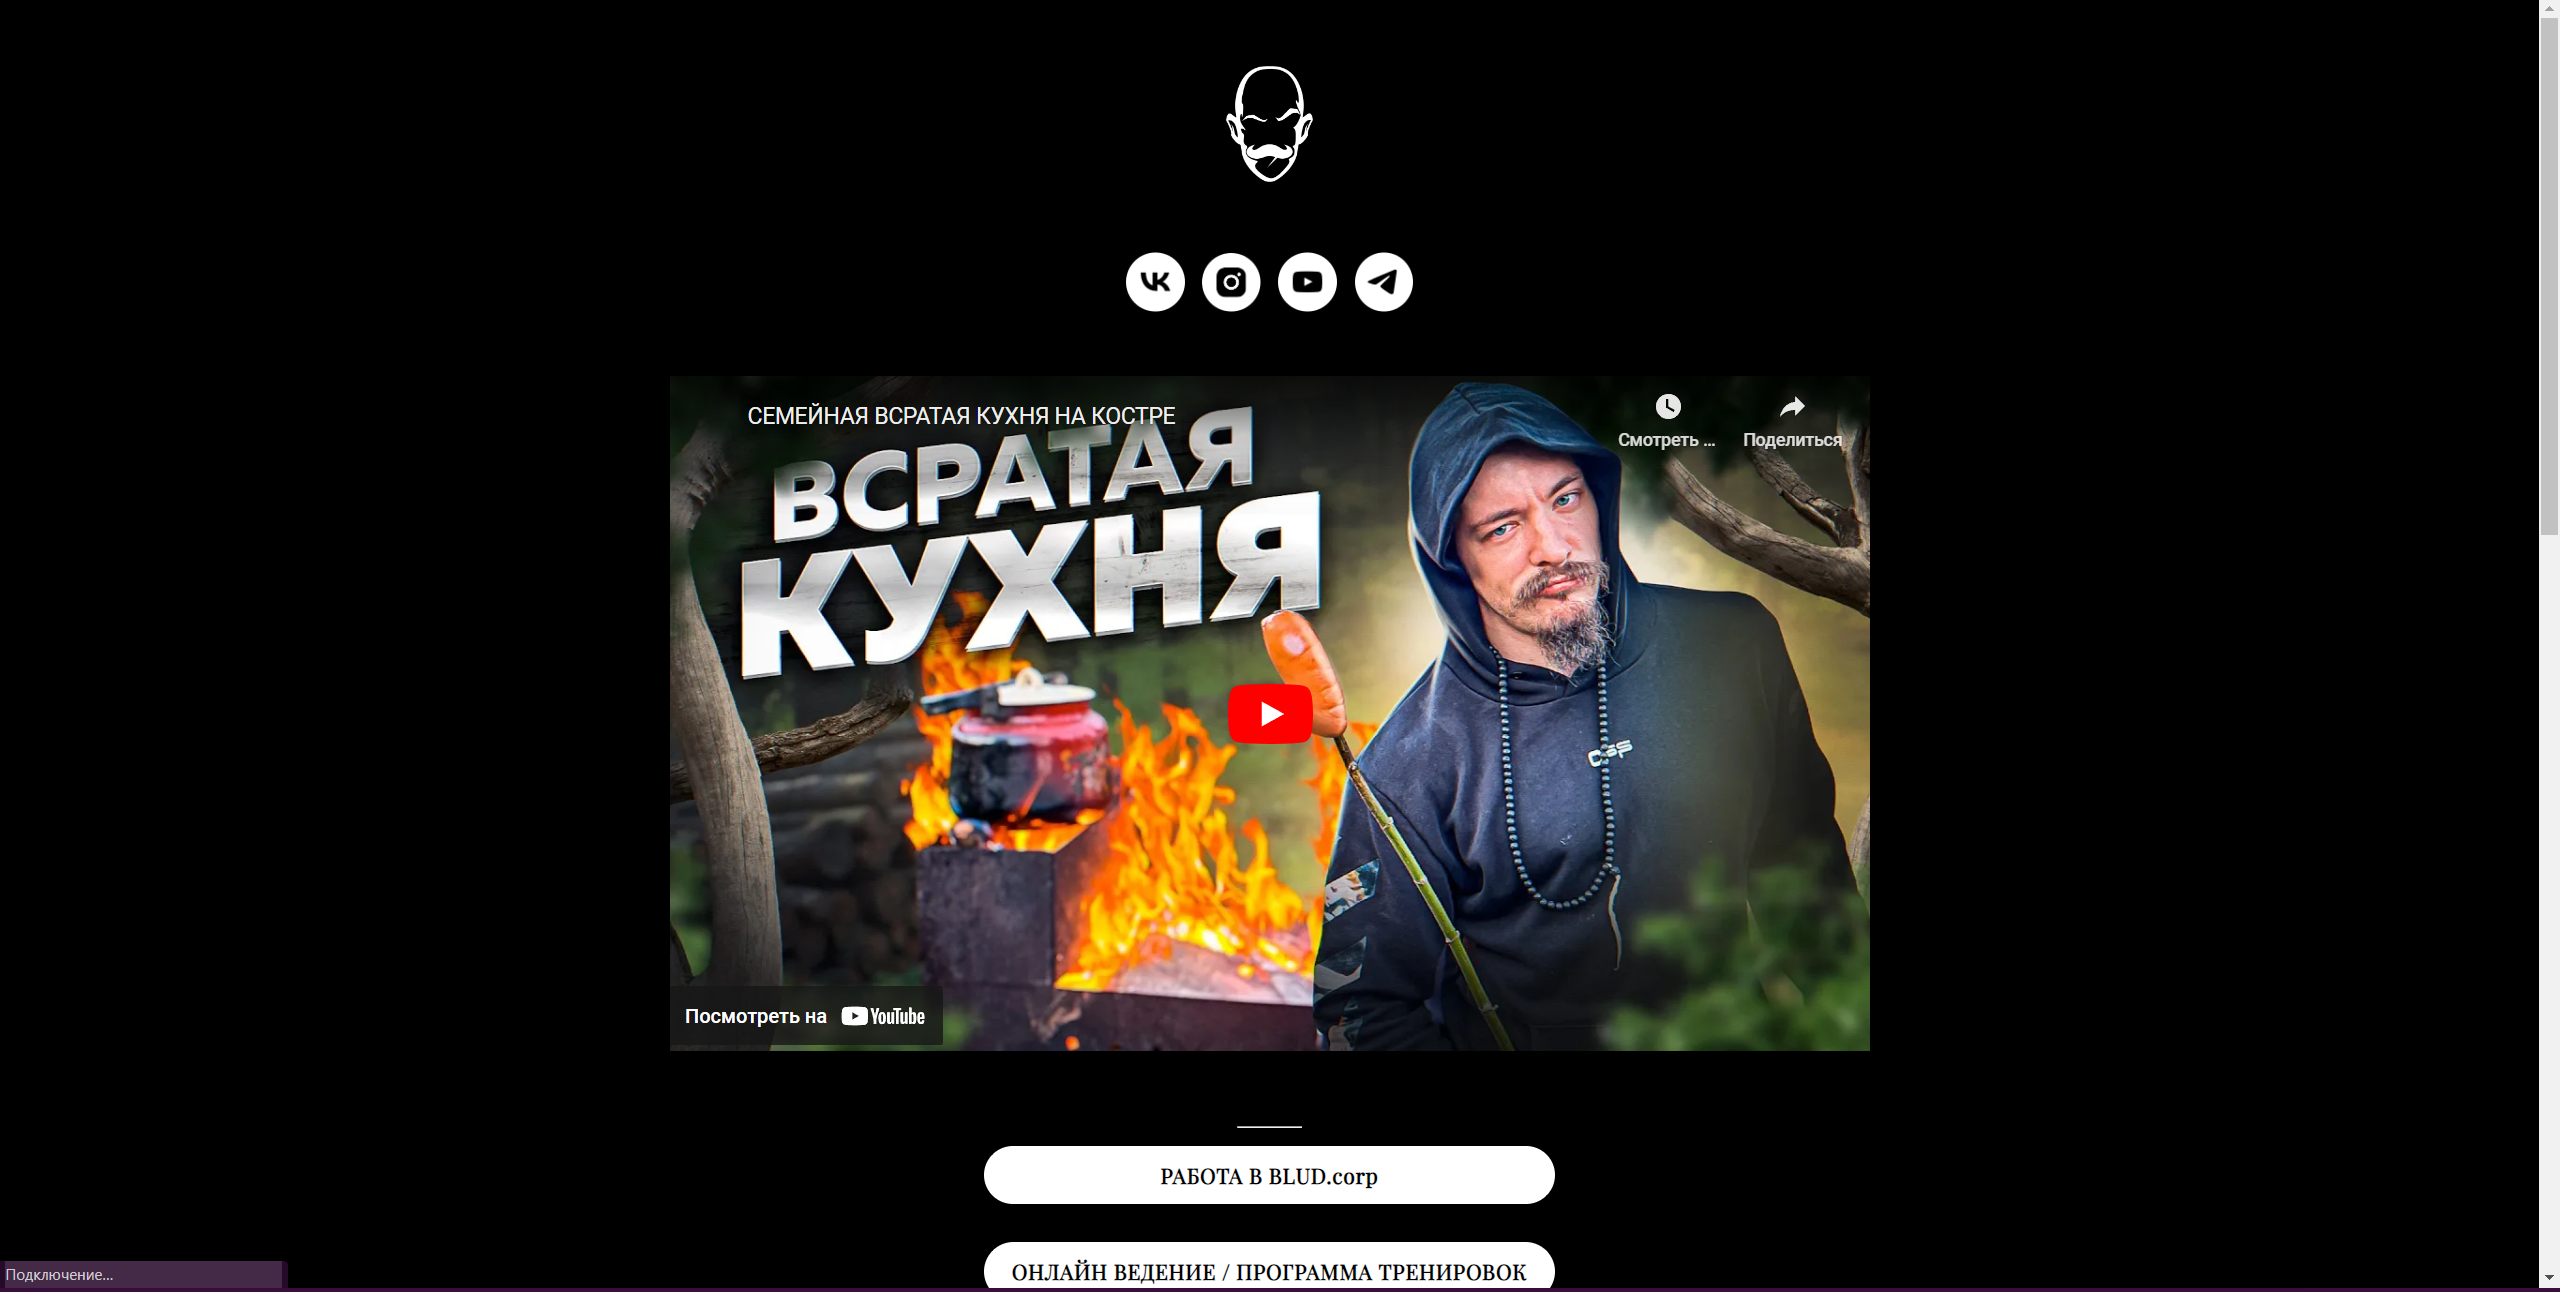 СЕМЕЙНАЯ ВСРАТАЯ КУХНЯ НА КОСТРЕ
Смотреть ...
Поделиться
ВСРАТАЯ
КУХНЯ
Посмотреть на YouTube
РАБОТА В BLUD.corp
ОНЛАЙН ВЕДЕНИЕ / ПРОГРАММА ТРЕНИРОВОК
Подключение...